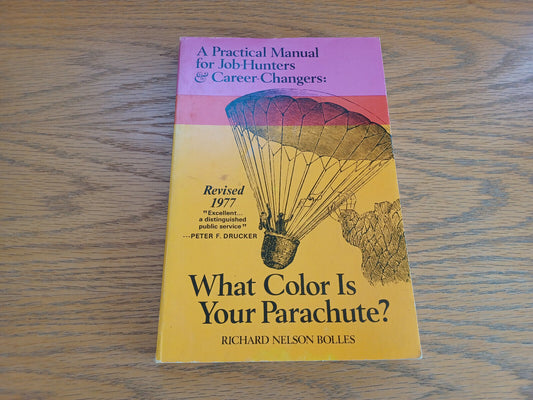 A Practical Manual
for Job-Hunters
& Career-Changers:
Revised
1977
"Excellent...
a distinguished
public service"
---PETER F. DRUCKER
What Color Is
Your Parachute?
RICHARD NELSON BOLLES